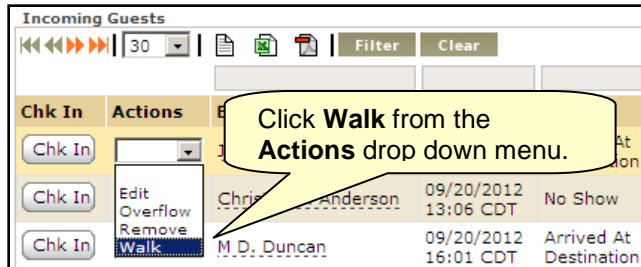 Incoming Guests
30 Filter Clear
Chk In Actions
Click Walk from the
Actions drop down menu.
Chk In At
Edit
Overflow
Remove
Walk
Chk In Anderson 09/20/2012
13:06 CDT No Show
Chk In M D. Duncan 09/20/2012
16:01 CDT Arrived At
Destination